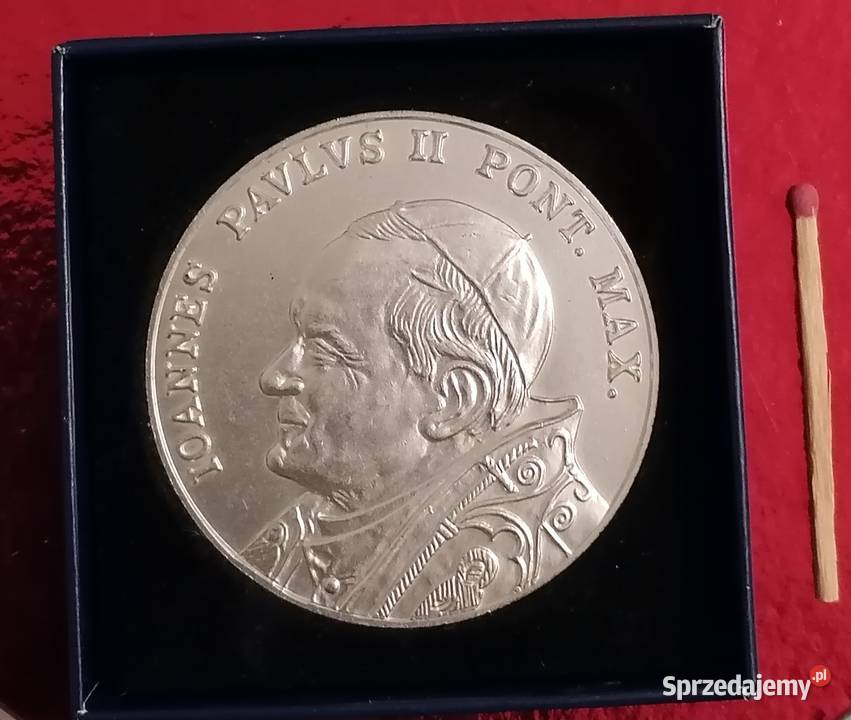 IOANNES PAVLVS II PONT. MAX.
Sprzedajemy.pl